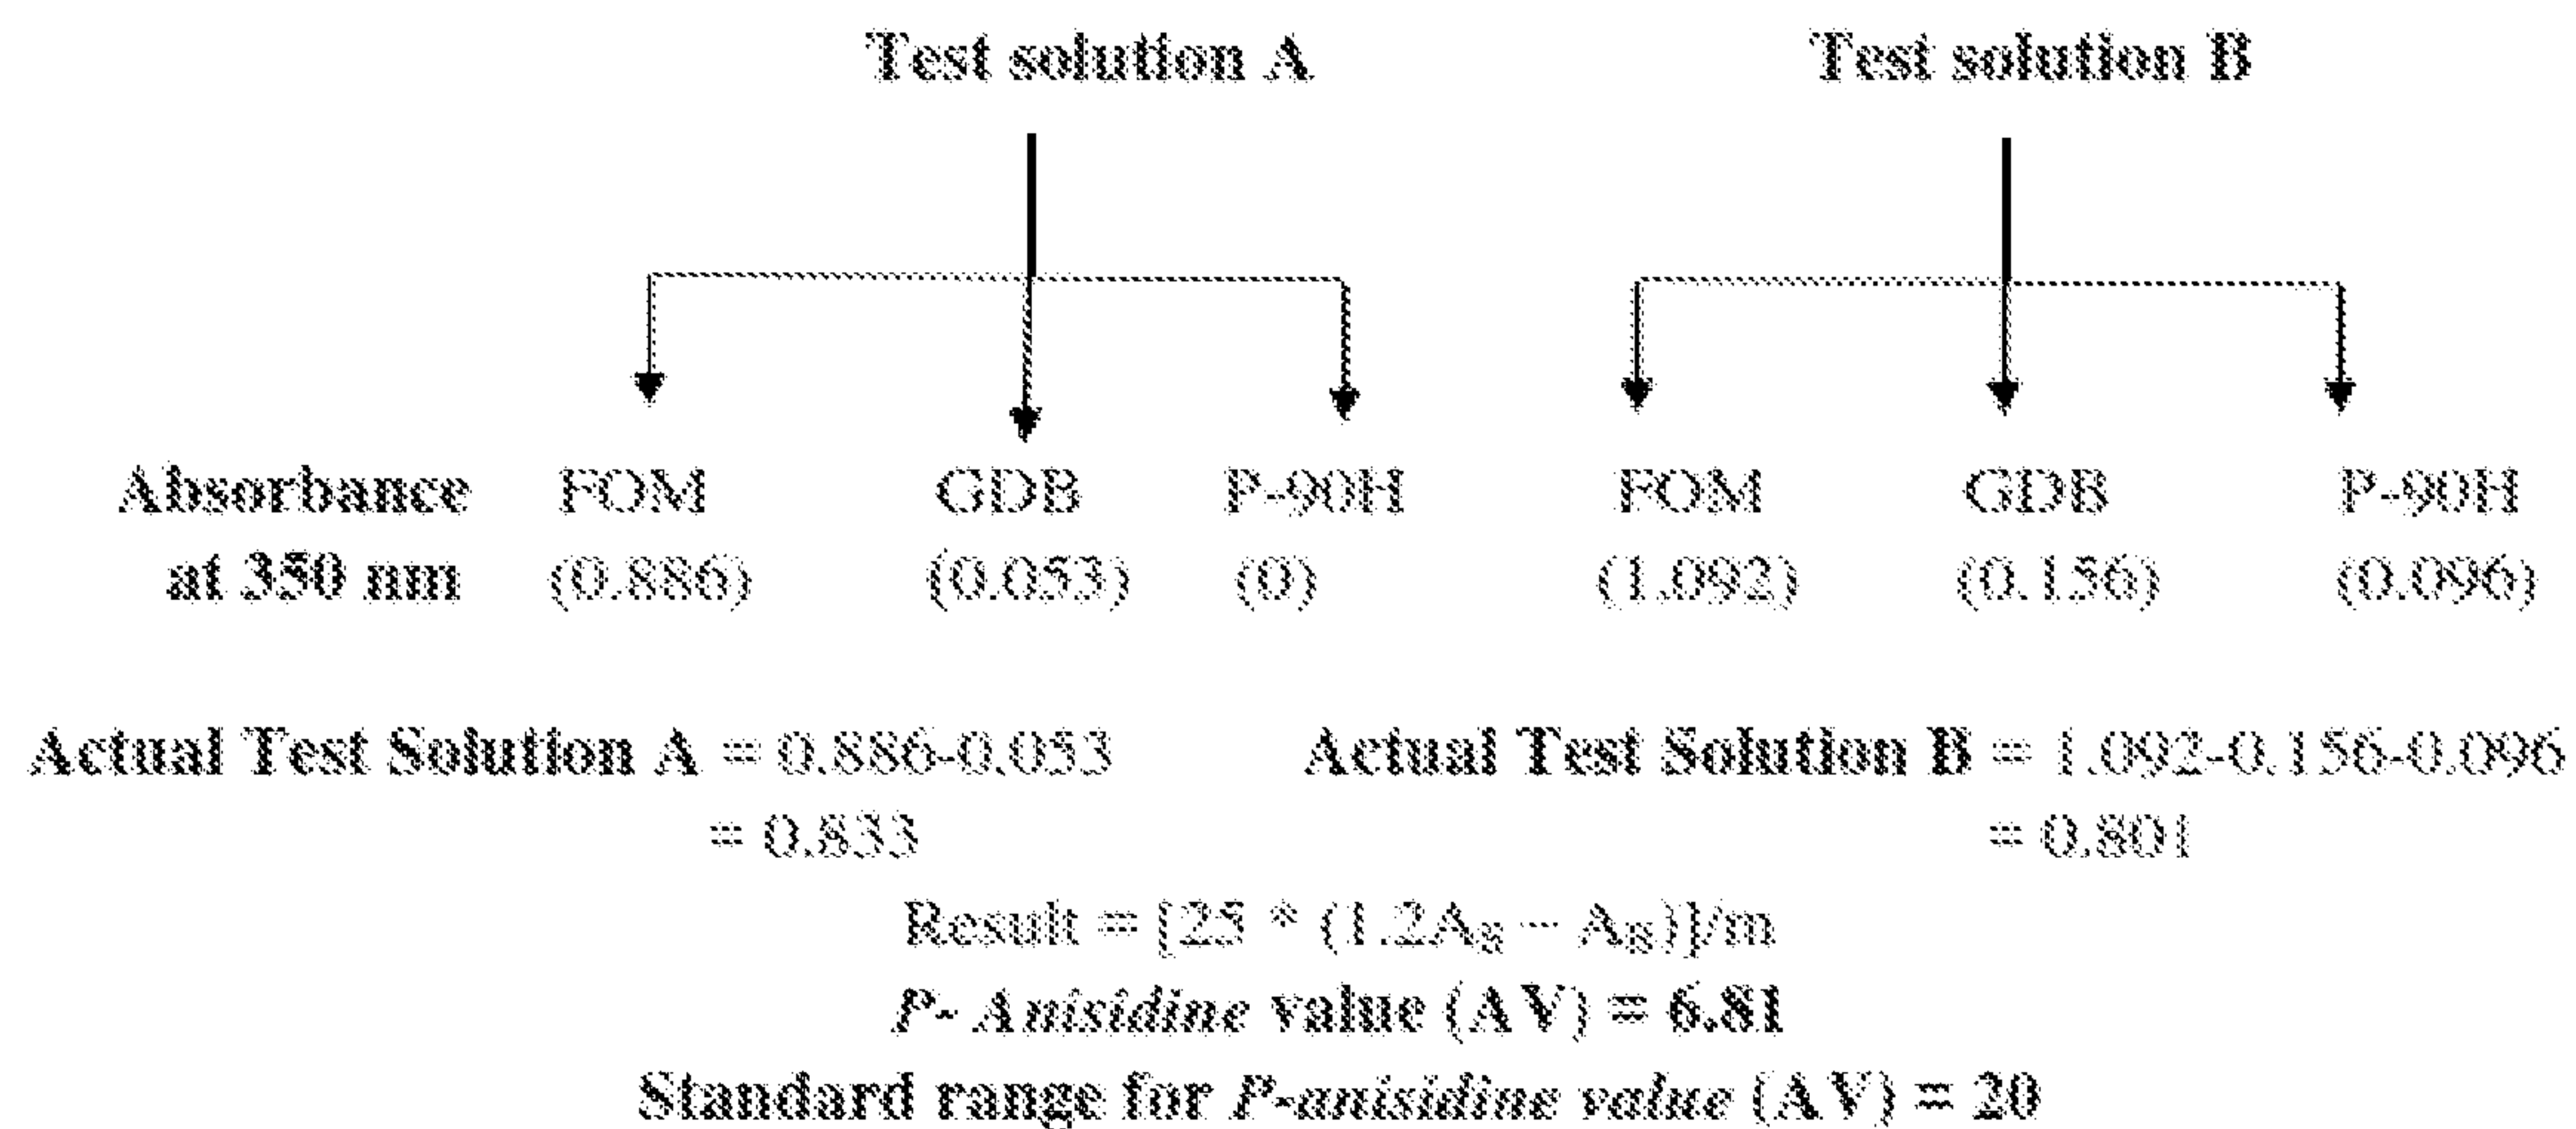 Test solution A Test solution B
Absorbance FOM GDB P-90H FOM GDB P-90H
at 350 nm (0.886) (0.053) (0) (1.092) (0.156) (0.096)
Actual Test Solution A = 0.886-0.053 Actual Test Solution B = 1.092-0.156-0.096
= 0.833 = 0.801
Result = [25 * (1.2A_B – A_B)]/m
P- Anisidine value (AV) = 6.81
Standard range for P-anisidine value (AV) = 20